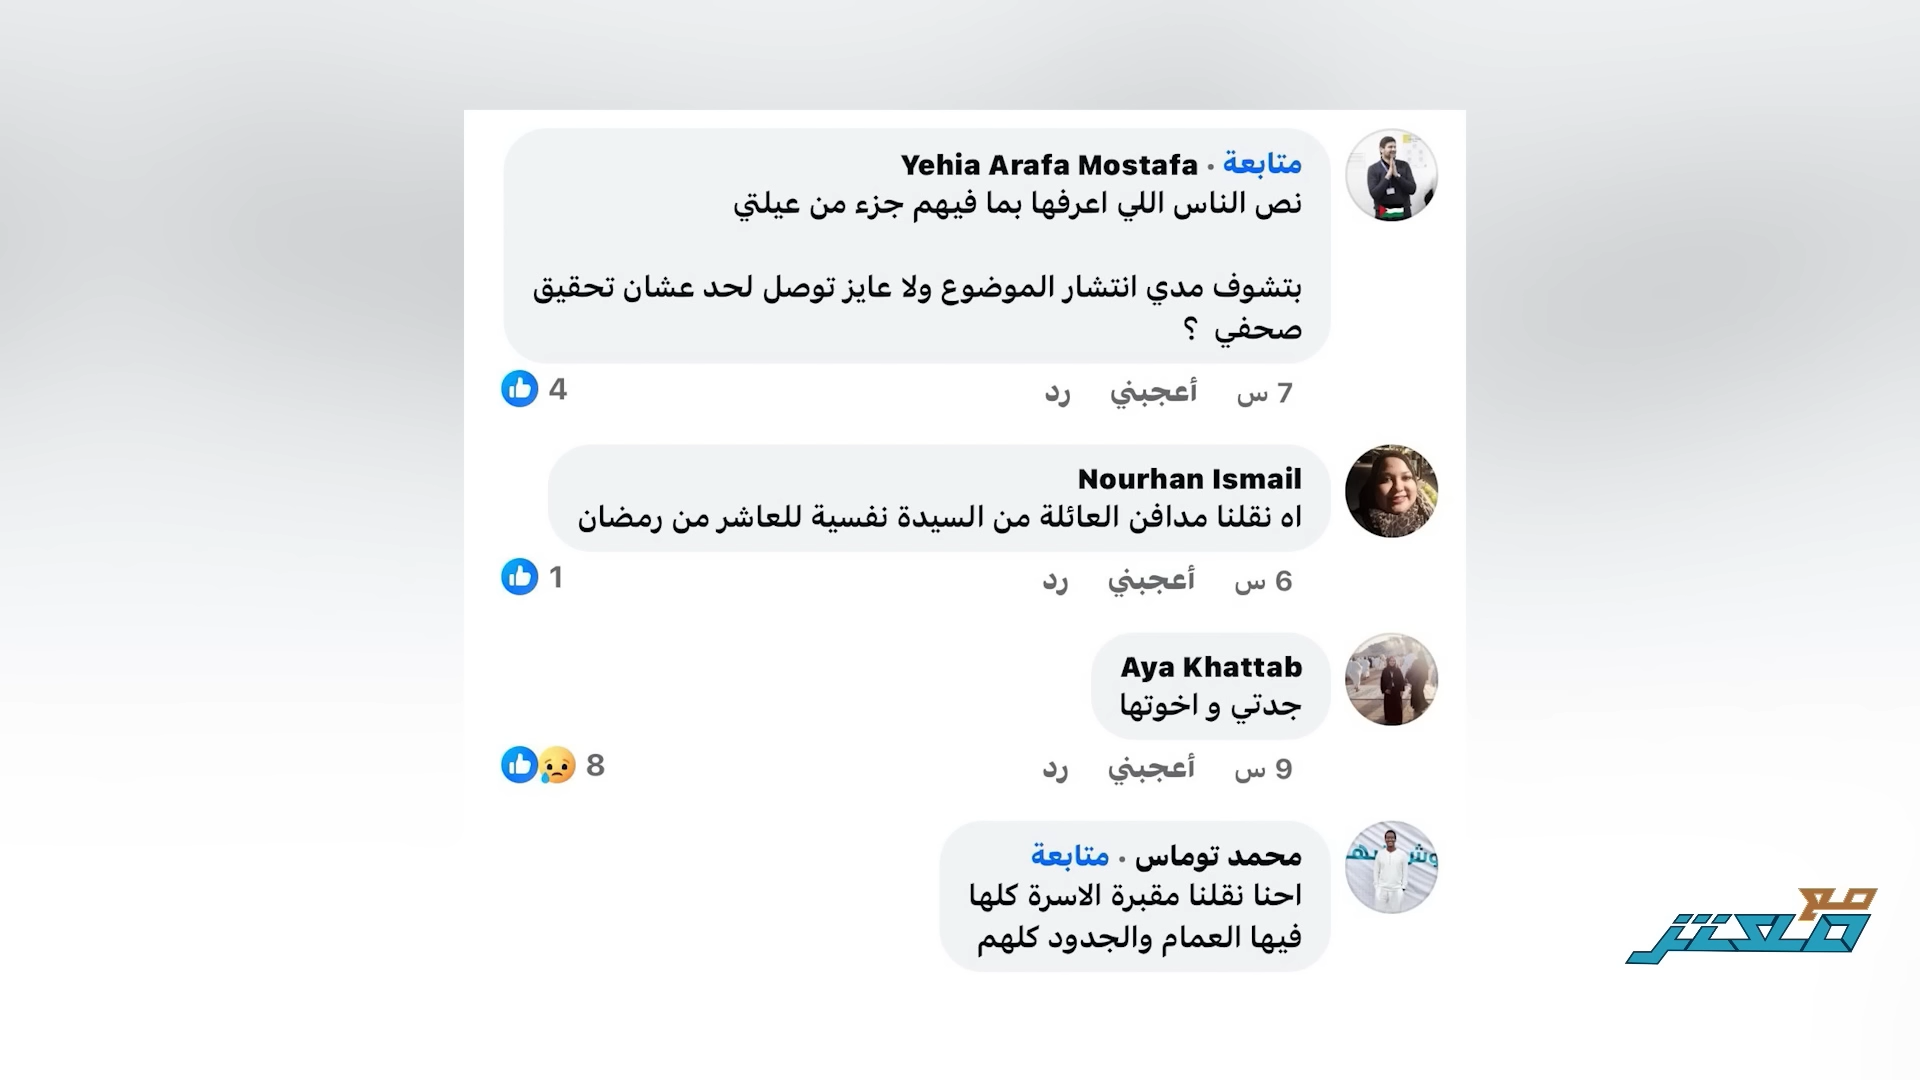 Yehia Arafa Mostafa · متابعة
نص الناس اللي اعرفها بما فيهم جزء من عيلتي
بتشوف مدي انتشار الموضوع ولا عايز توصل لحد عشان تحقيق
صحفي ؟
7 س أعجبني رد 4
Nourhan Ismail
اه نقلنا مدافن العائلة من السيدة نفسية للعاشر من رمضان
6 س أعجبني رد 1
Aya Khattab
جدتي و اخوتها
9 س أعجبني رد 8
محمد توماس · متابعة
احنا نقلنا مقبرة الاسرة كلها
فيها العمام والجدود كلهم
مع
معتز